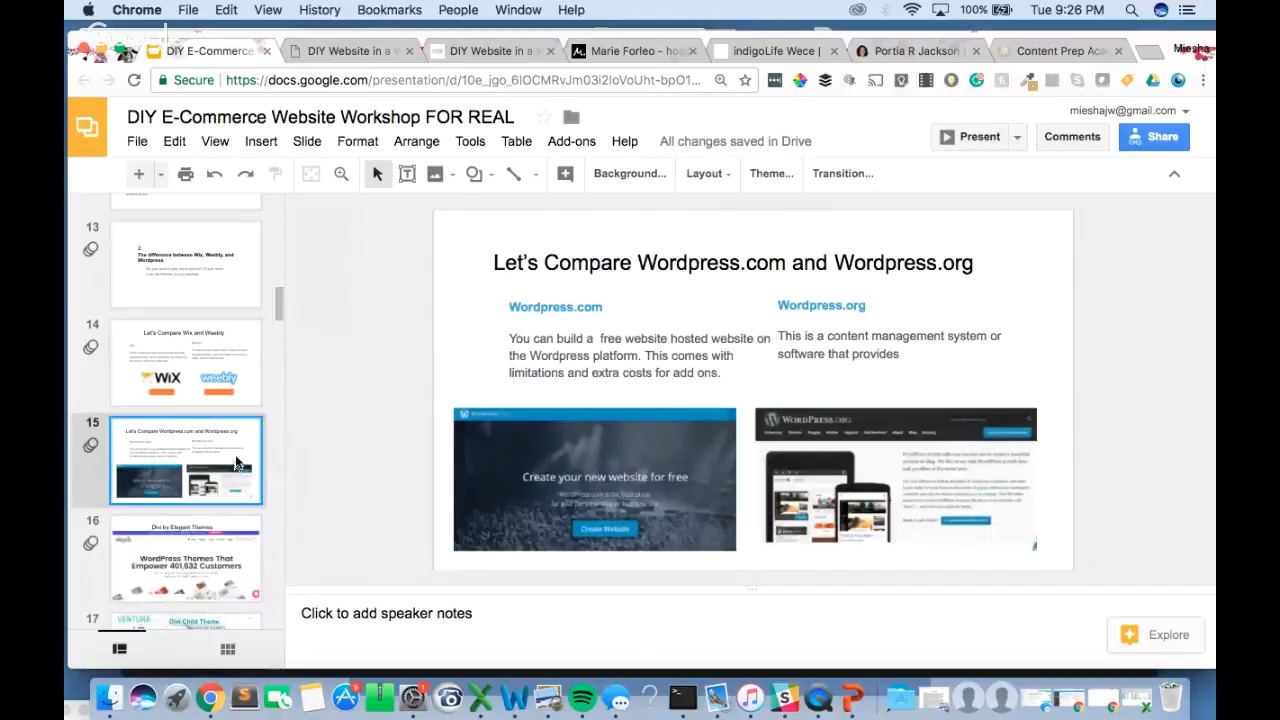 Chrome File Edit View History Bookmarks People Window Help 100% Tue 9:26 PM
DIY E-Commerce DIY Website in a V DIY Website in a Marie Forleo - hoa indigoLife Wece Portia R Jackson Content Prep Aca Miesha
Secure https://docs.google.com/presentation/d/10e_jgo
DIY E-Commerce Website Workshop FOR REAL
mieshajw@gmail.com
File Edit View Insert Slide Format Arrange Tools Table Add-ons Help All changes saved in Drive
Present Comments Share
Background... Layout Theme... Transition...
13
2.
The difference between Wix, Weebly, and
Wordpress
14
Let's Compare Wix and Weebly
WiX weebly
15
Let's Compare Wordpress.com and Wordpress.org
16
Divi by Elegant Themes
WordPress Themes That
Empower 401,632 Customers
17
VENTURA Divi Child Theme
Let's Compare Wordpress.com and Wordpress.org
Wordpress.com
You can build a free website hosted website on
the Wordpress platform. This comes with
limitations and extra costs for add ons.
Wordpress.org
This is a content management system or
software that provides
Create your new website for free
Create Website
WORDPRESS.ORG
Click to add speaker notes
Explore